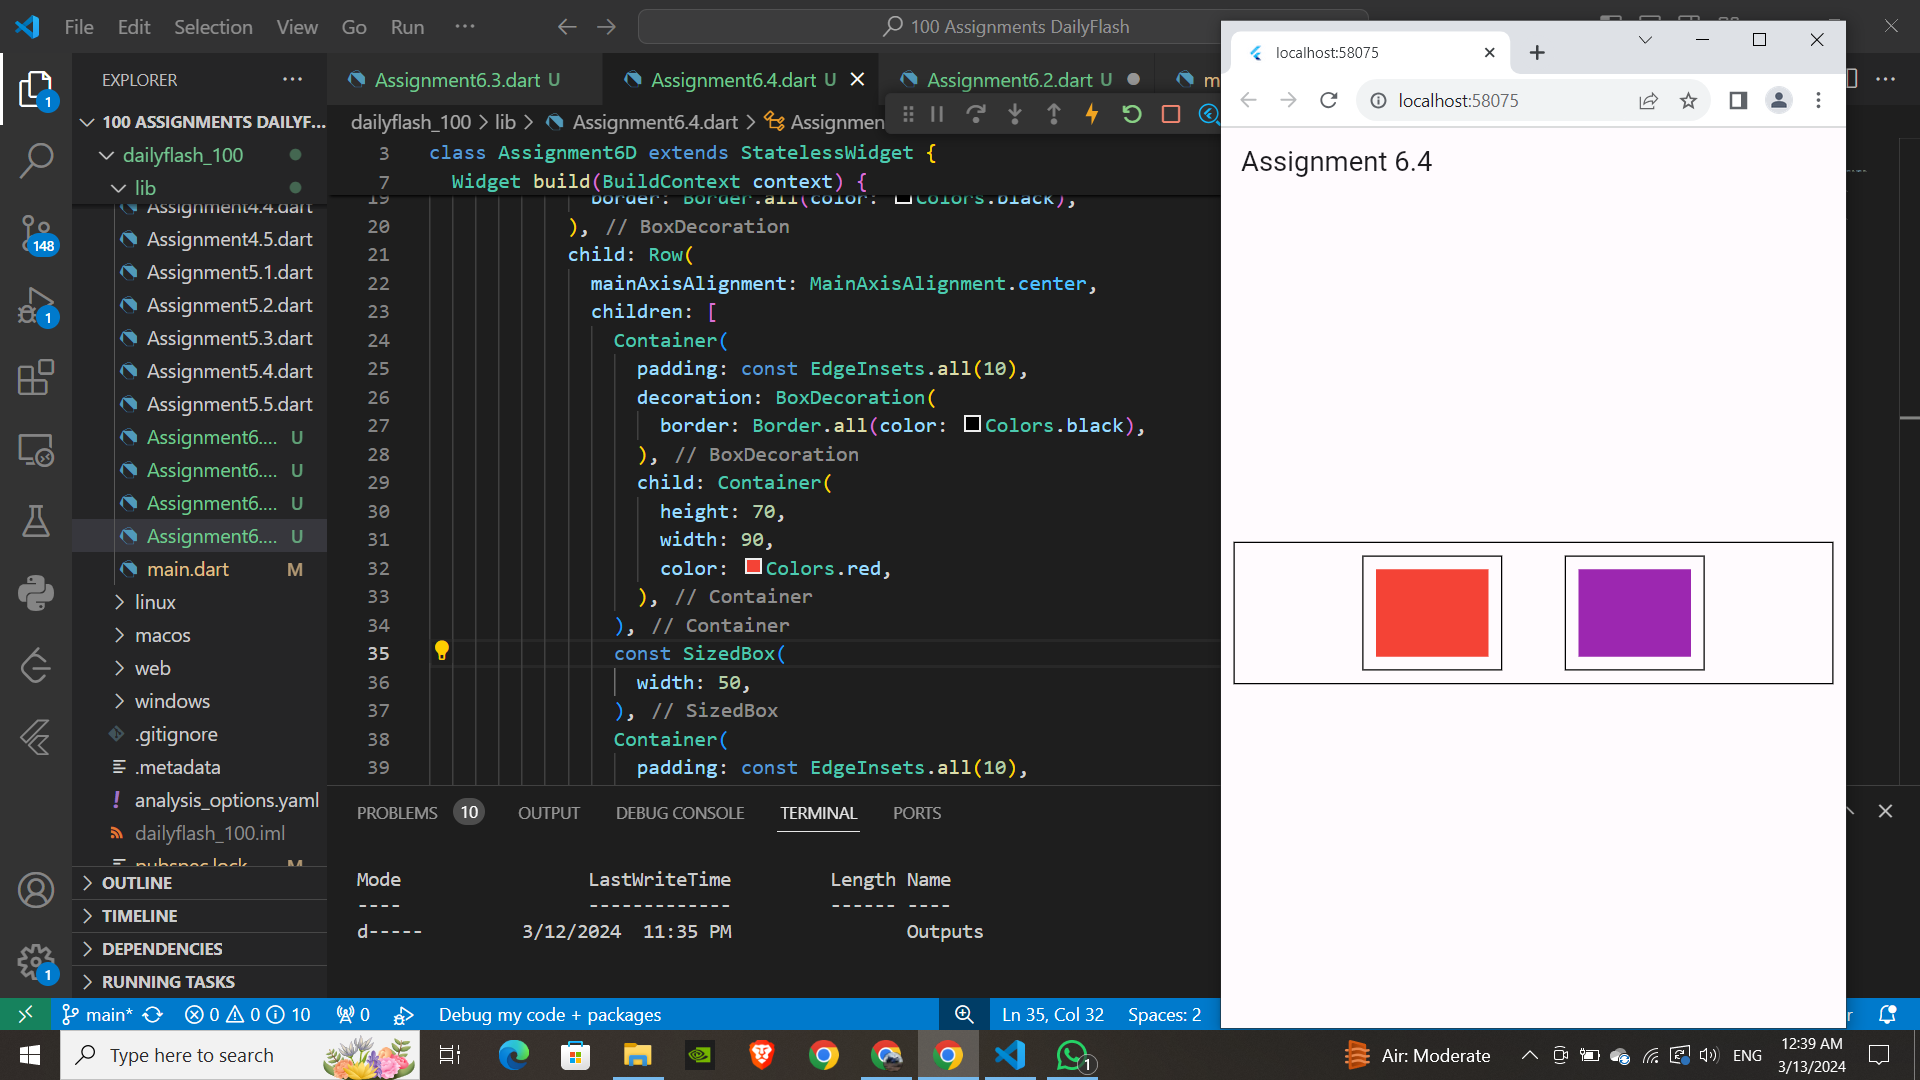 File Edit Selection View Go Run ···
100 Assignments DailyFlash
EXPLORER
100 ASSIGNMENTS DAILYF...
dailyflash_100
lib
Assignment4.4.dart
Assignment4.5.dart
Assignment5.1.dart
Assignment5.2.dart
Assignment5.3.dart
Assignment5.4.dart
Assignment5.5.dart
Assignment6.... U
Assignment6.... U
Assignment6.... U
Assignment6.... U
main.dart M
linux
macos
web
windows
.gitignore
.metadata
analysis_options.yaml
dailyflash_100.iml
pubspec.lock M
OUTLINE
TIMELINE
DEPENDENCIES
RUNNING TASKS
1
148
1
1
Assignment6.3.dart U
Assignment6.4.dart U
Assignment6.2.dart U
m
dailyflash_100 > lib > Assignment6.4.dart > Assignmen
3 class Assignment6D extends StatelessWidget {
7 Widget build(BuildContext context) {
19 border: Border.all(color: Colors.black),
20 ), // BoxDecoration
21 child: Row(
22 mainAxisAlignment: MainAxisAlignment.center,
23 children: [
24 Container(
25 padding: const EdgeInsets.all(10),
26 decoration: BoxDecoration(
27 border: Border.all(color: Colors.black),
28 ), // BoxDecoration
29 child: Container(
30 height: 70,
31 width: 90,
32 color: Colors.red,
33 ), // Container
34 ), // Container
35 const SizedBox(
36 width: 50,
37 ), // SizedBox
38 Container(
39 padding: const EdgeInsets.all(10),
PROBLEMS 10 OUTPUT DEBUG CONSOLE TERMINAL PORTS
Mode LastWriteTime Length Name
---- ------------- ------ ----
d----- 3/12/2024 11:35 PM Outputs
localhost:58075
localhost:58075
Assignment 6.4
main* 0 0 10 0 Debug my code + packages Ln 35, Col 32 Spaces: 2 r
Type here to search
1
Air: Moderate
ENG
12:39 AM
3/13/2024